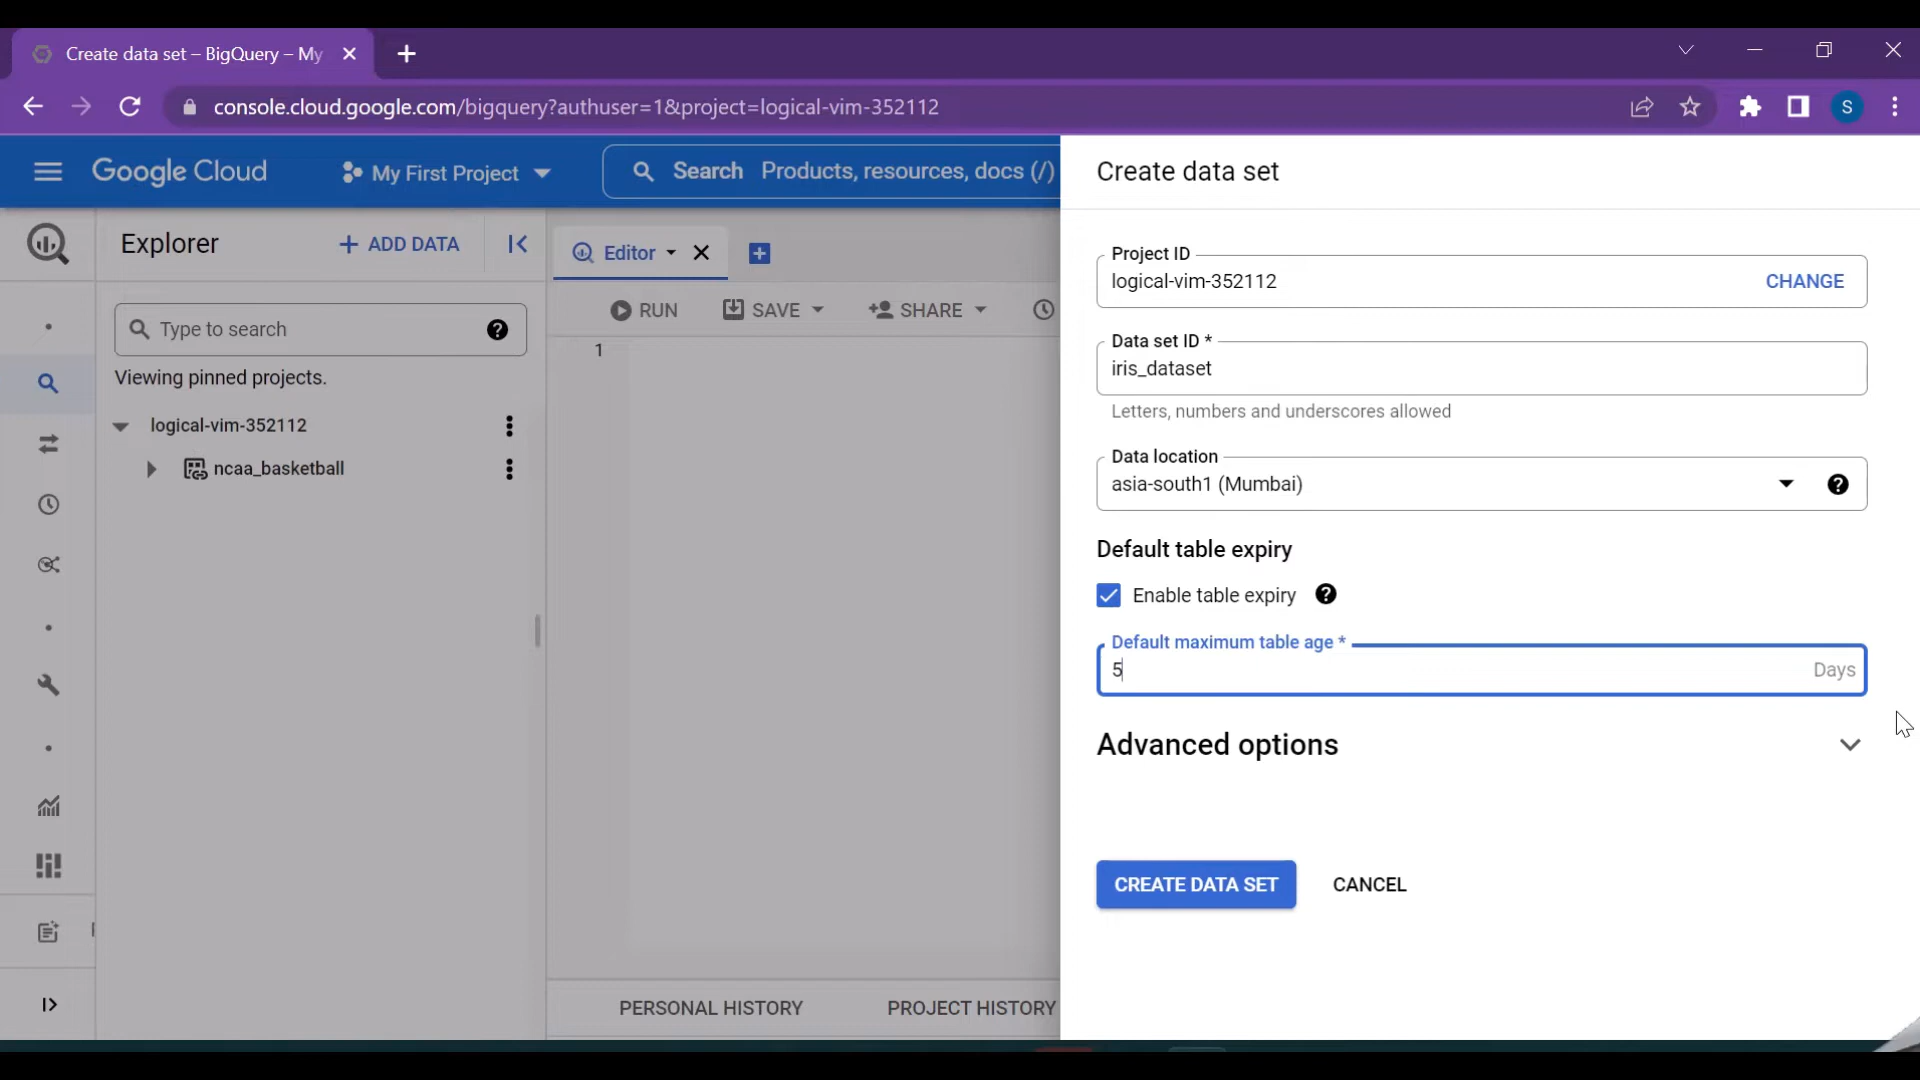 Create data set – BigQuery – My
console.cloud.google.com/bigquery?authuser=1&project=logical-vim-352112
S
Google Cloud
My First Project
Search Products, resources, docs (/)
Explorer
+ ADD DATA
Type to search
Viewing pinned projects.
logical-vim-352112
ncaa_basketball
Editor
RUN
SAVE
SHARE
1
PERSONAL HISTORY
PROJECT HISTORY
Create data set
Project ID
logical-vim-352112
CHANGE
Data set ID *
iris_dataset
Letters, numbers and underscores allowed
Data location
asia-south1 (Mumbai)
Default table expiry
Enable table expiry
Default maximum table age *
5
Days
Advanced options
CREATE DATA SET
CANCEL